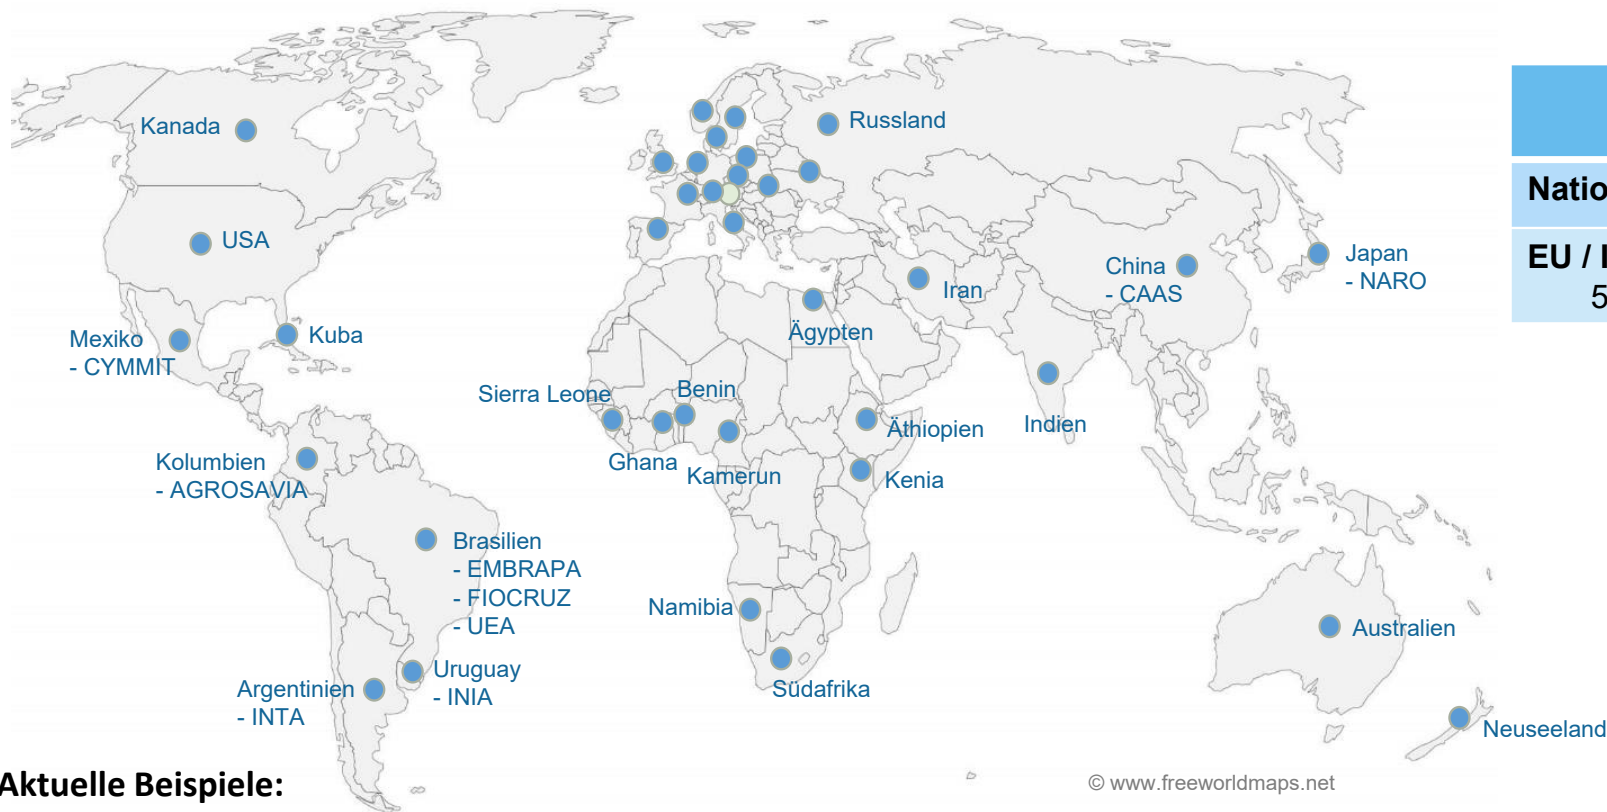 Kanada
Russland
Natio
USA
EU / I
5
Japan
- NARO
China
- CAAS
Iran
Ägypten
Mexiko
- CYMMIT
Kuba
Sierra Leone
Benin
Äthiopien
Indien
Ghana
Kamerun
Kenia
Kolumbien
- AGROSAVIA
Brasilien
- EMBRAPA
- FIOCRUZ
- UEA
Namibia
Australien
Uruguay
- INIA
Südafrika
Argentinien
- INTA
Neuseeland
Aktuelle Beispiele:
© www.freeworldmaps.net